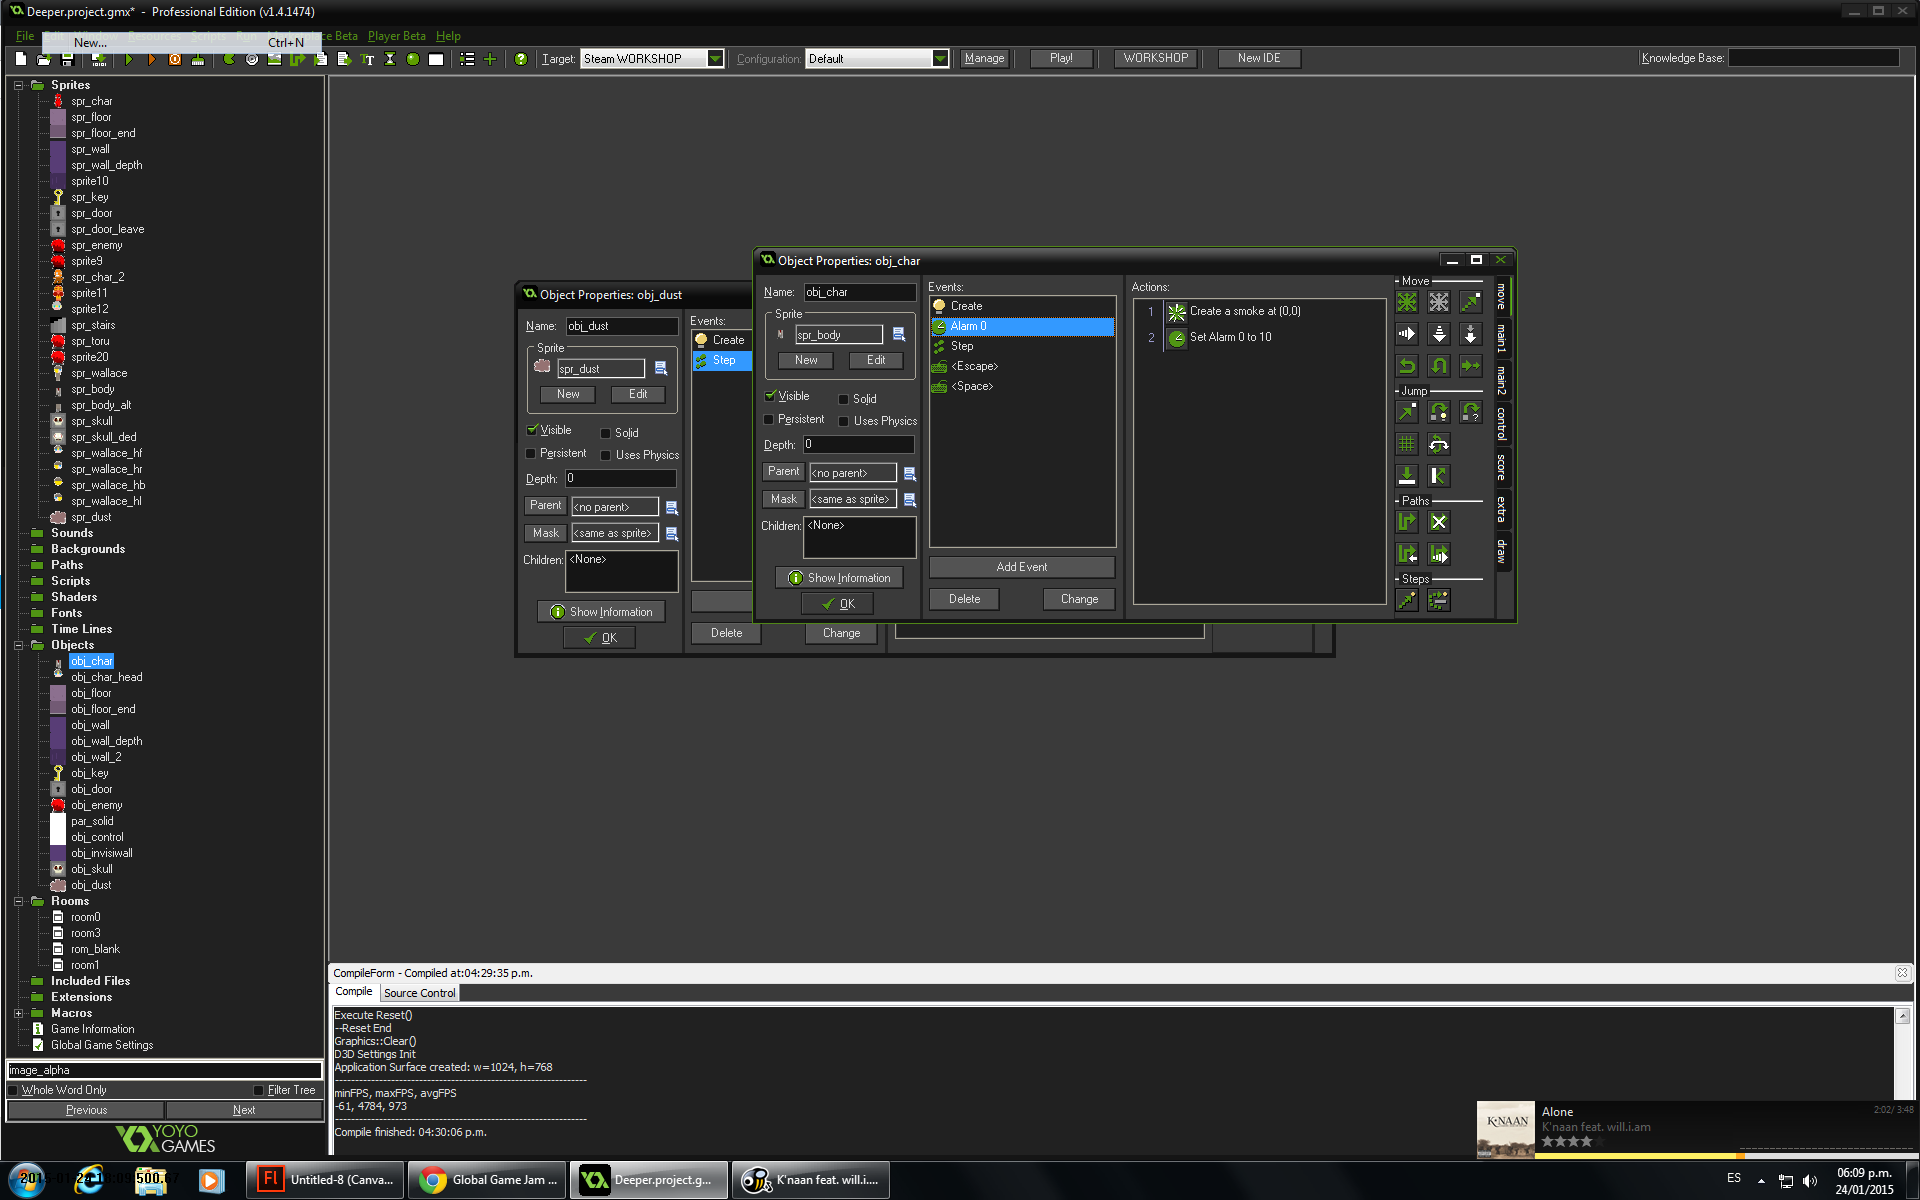 Deeper.project.gmx* - Professional Edition (v1.4.1474)
File Edit Window Resources Scripts Run Marketplace Beta Player Beta Help
New... Ctrl+N
Target: Steam WORKSHOP Configuration: Default Manage Play! WORKSHOP New IDE Knowledge Base:
Sprites
spr_char
spr_floor
spr_floor_end
spr_wall
spr_wall_depth
sprite10
spr_key
spr_door
spr_door_leave
spr_enemy
sprite9
spr_char_2
sprite11
sprite12
spr_stairs
spr_toru
sprite20
spr_wallace
spr_body
spr_body_alt
spr_skull
spr_skull_ded
spr_wallace_hf
spr_wallace_hr
spr_wallace_hb
spr_wallace_hl
spr_dust
Sounds
Backgrounds
Paths
Scripts
Shaders
Fonts
Time Lines
Objects
obj_char
obj_char_head
obj_floor
obj_floor_end
obj_wall
obj_wall_depth
obj_wall_2
obj_key
obj_door
obj_enemy
par_solid
obj_control
obj_invisiwall
obj_skull
obj_dust
Rooms
room0
room3
rom_blank
room1
Included Files
Extensions
Macros
Game Information
Global Game Settings
image_alpha
Whole Word Only Filter Tree
Previous Next
YOYO
GAMES
Object Properties: obj_dust
Name: obj_dust
Sprite
spr_dust
New Edit
Visible Solid
Persistent Uses Physics
Depth: 0
Parent <no parent>
Mask <same as sprite>
Children: <None>
Show Information
OK
Events:
Create
Step
Delete Change
Object Properties: obj_char
Name: obj_char
Sprite
spr_body
New Edit
Visible Solid
Persistent Uses Physics
Depth: 0
Parent <no parent>
Mask <same as sprite>
Children: <None>
Show Information
OK
Events:
Create
Alarm 0
Step
<Escape>
<Space>
Add Event
Delete Change
Actions:
1 Create a smoke at (0,0)
2 Set Alarm 0 to 10
Move
Jump
Paths
Steps
move
main1
main2
control
score
extra
draw
CompileForm - Compiled at:04:29:35 p.m.
Compile Source Control
Execute Reset()
--Reset End
Graphics::Clear()
D3D Settings Init
Application Surface created: w=1024, h=768
minFPS, maxFPS, avgFPS
-61, 4784, 973
Compile finished: 04:30:06 p.m.
K'NAAN
Alone 2:02/ 3:48
K'naan feat. will.i.am
Untitled-8 (Canva...
Global Game Jam ...
Deeper.project.g...
K'naan feat. will.i....
ES
06:09 p.m.
24/01/2015